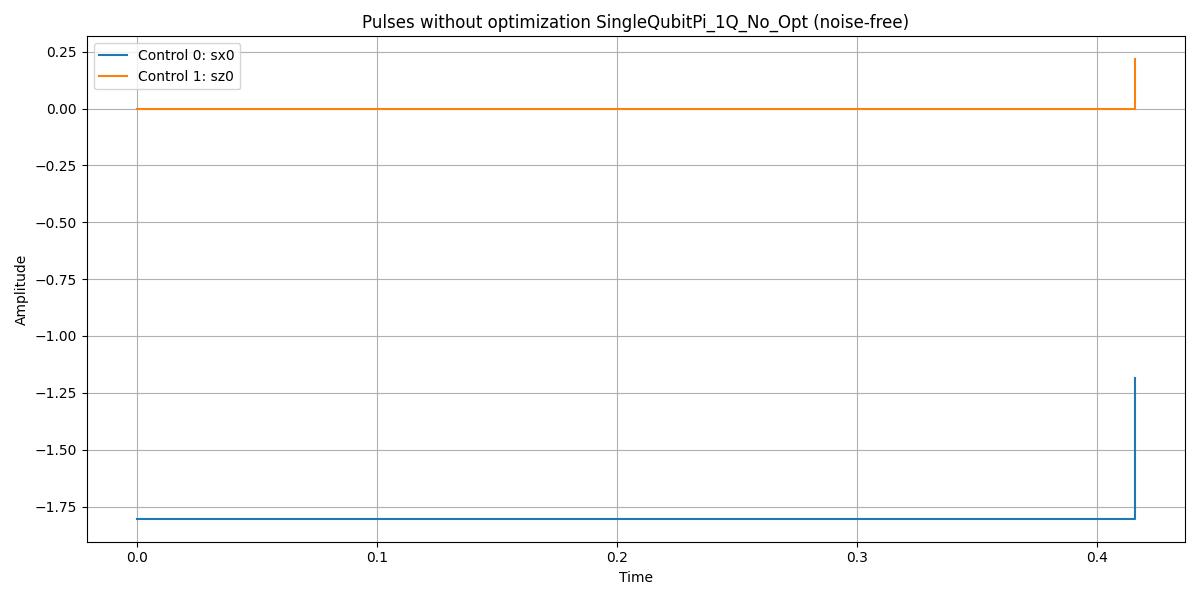 Pulses without optimization SingleQubitPi_1Q_No_Opt (noise-free)
Control 0: sx0
Control 1: sz0
Amplitude
0.25
0.00
−0.25
−0.50
−0.75
−1.00
−1.25
−1.50
−1.75
0.0 0.1 0.2 0.3 0.4
Time